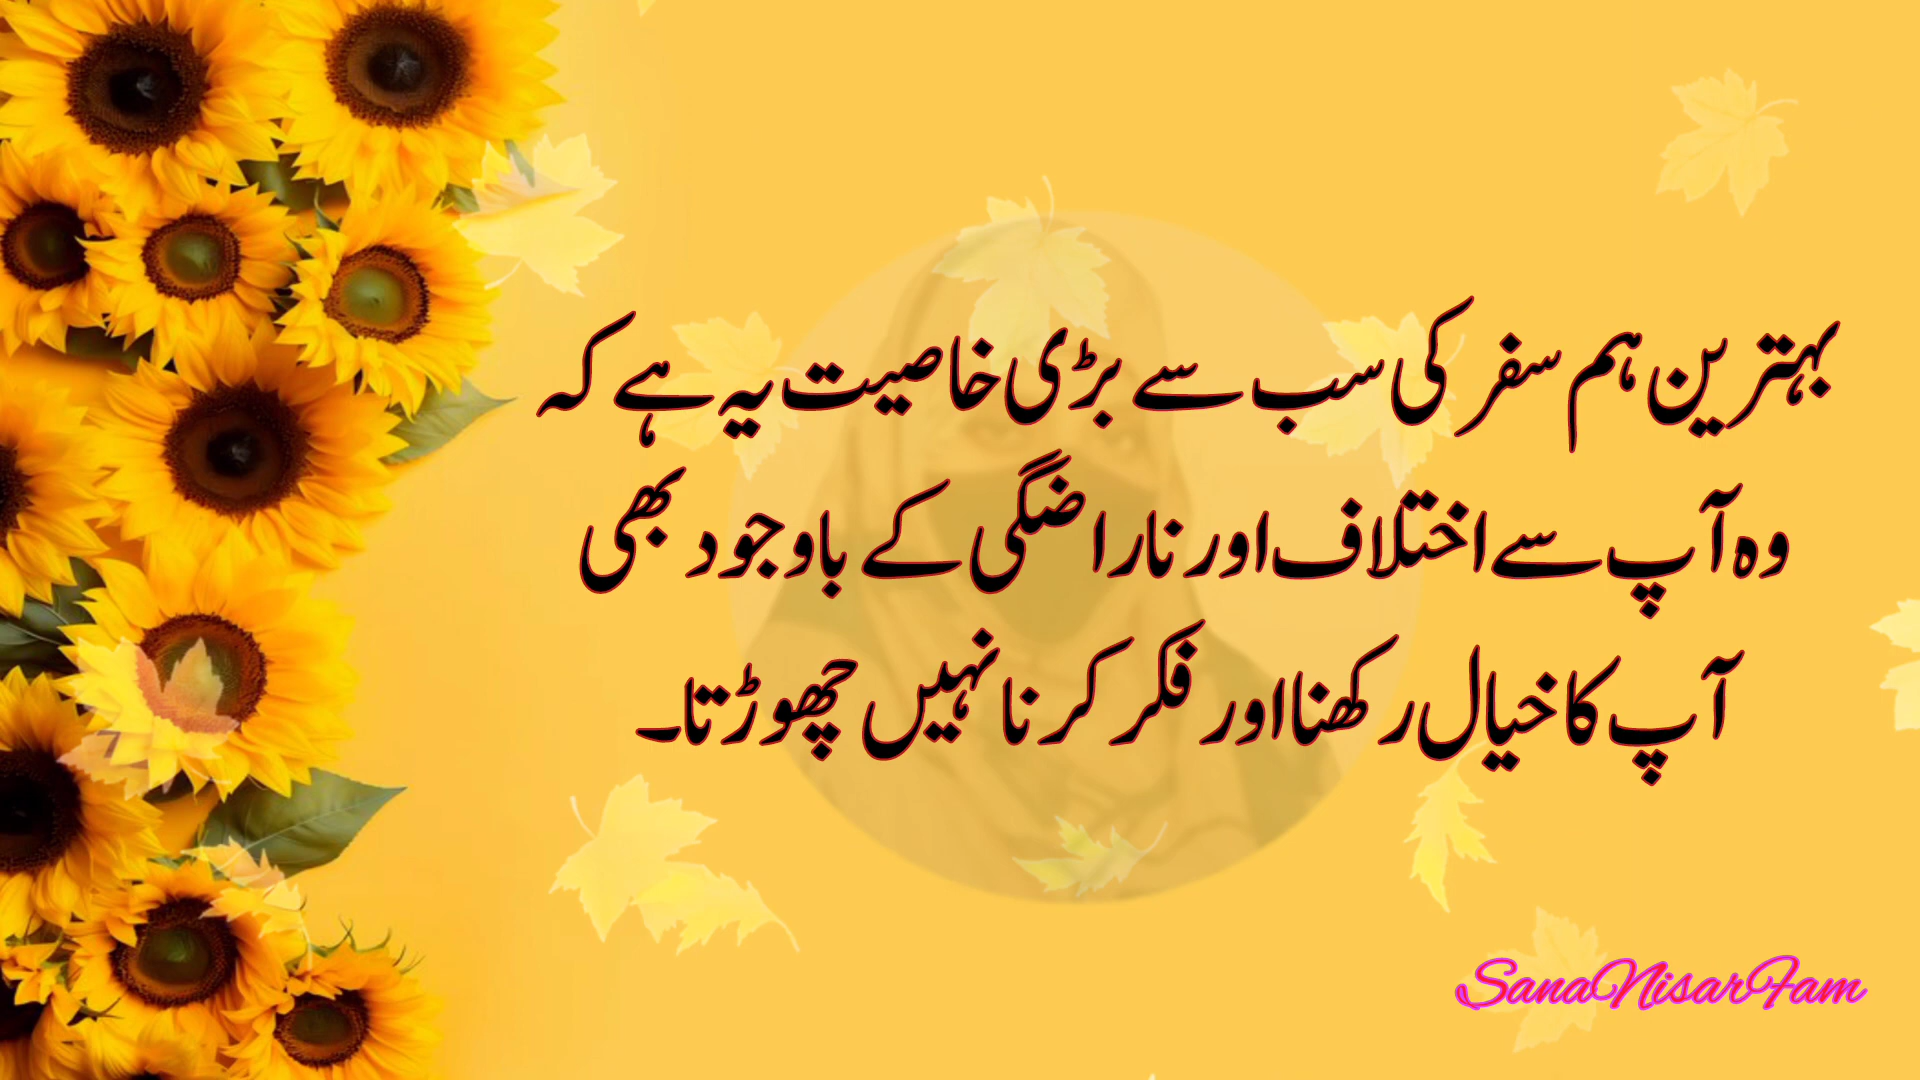 بہترین ہم سفر کی سب سے بڑی خاصیت یہ ہے کہ
وہ آپ سے اختلاف اور ناراضگی کے باوجود بھی
آپ کا خیال رکھنا اور فکر کرنا نہیں چھوڑتا۔
SanaNisarFam